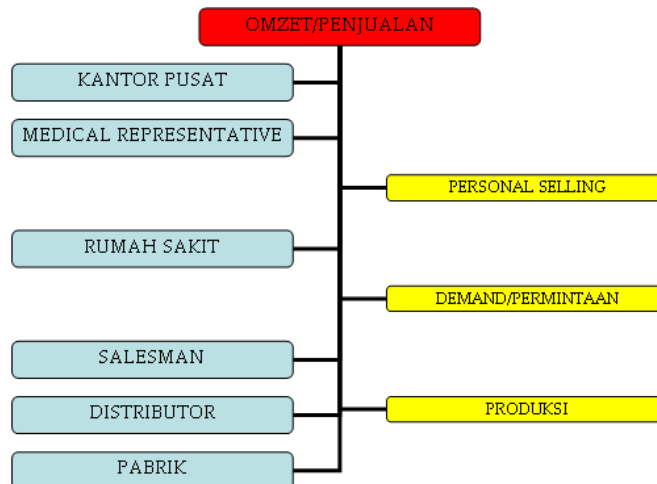 OMZET/PENJUALAN
KANTOR PUSAT
MEDICAL REPRESENTATIVE
PERSONAL SELLING
RUMAH SAKIT
DEMAND/PERMINTAAN
SALESMAN
DISTRIBUTOR
PRODUKSI
PABRIK